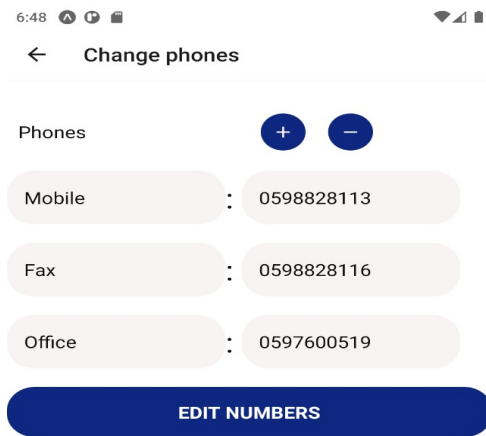 6:48
Change phones
Phones + −
Mobile : 0598828113
Fax : 0598828116
Office : 0597600519
EDIT NUMBERS